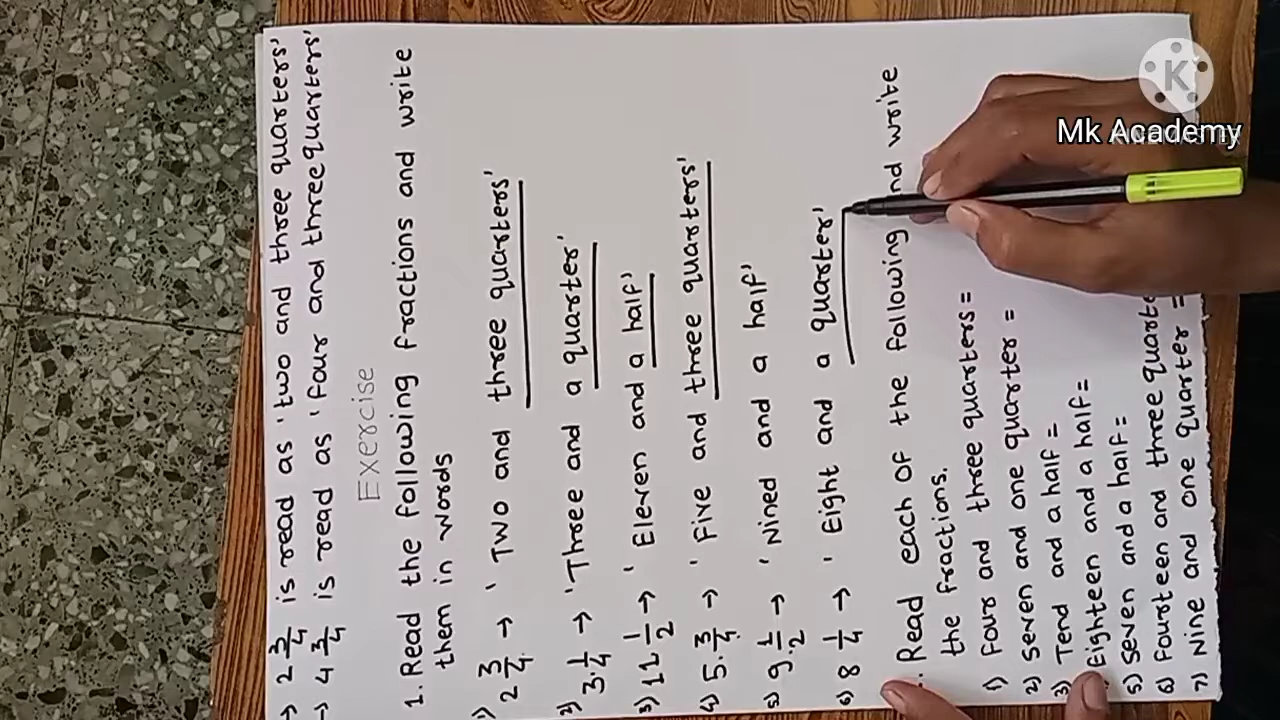 → 2 3/4 is read as 'two and three quarters'
→ 4 3/4 is read as 'four and three quarters'
Exercise
1. Read the following fractions and write
them in words
1) 2 3/4 → 'Two and three quarters'
2) 3 1/4 → 'Three and a quarter'
3) 11 1/2 → 'Eleven and a half'
4) 5 3/4 → 'Five and three quarters'
5) 9 1/2 → 'Nined and a half'
6) 8 1/4 → 'Eight and a quarter'
Read each of the following and write
the fractions.
1) Four and three quarters =
2) Seven and one quarter =
3) Tend and a half =
Eighteen and a half =
5) Seven and a half =
6) Fourteen and three
7) Nine and one quarter =
K
Mk Academy